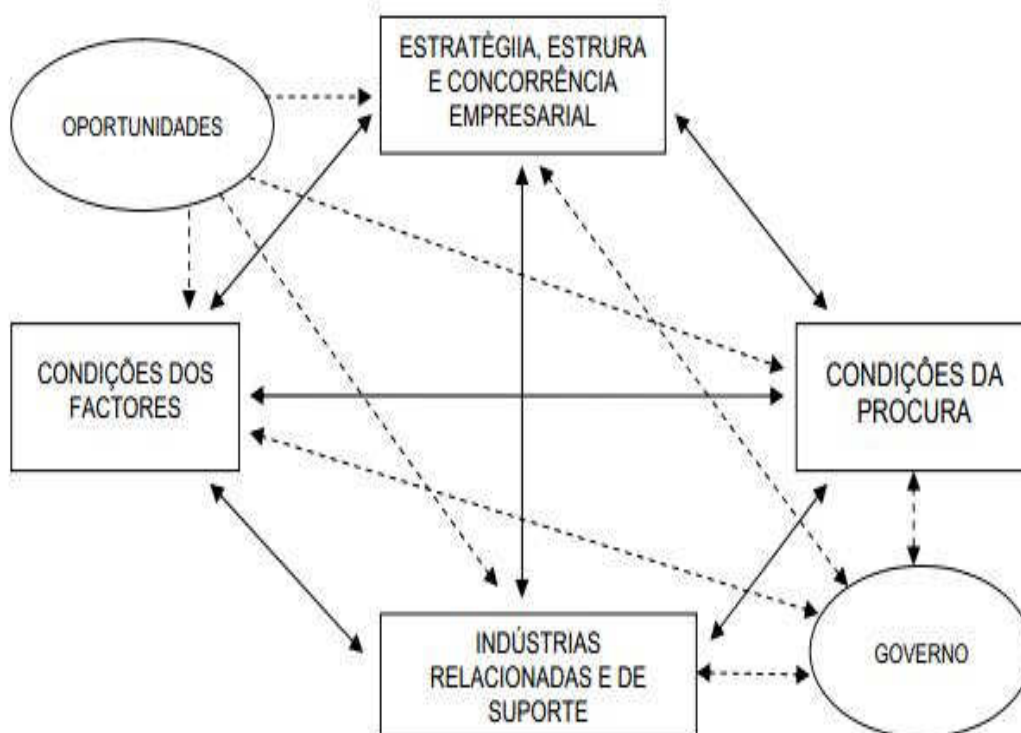 ESTRATÉGIIA, ESTRURA
E CONCORRÊNCIA
EMPRESARIAL
OPORTUNIDADES
CONDIÇÕES DOS
FACTORES
CONDIÇÕES DA
PROCURA
INDÚSTRIAS
RELACIONADAS E DE
SUPORTE
GOVERNO